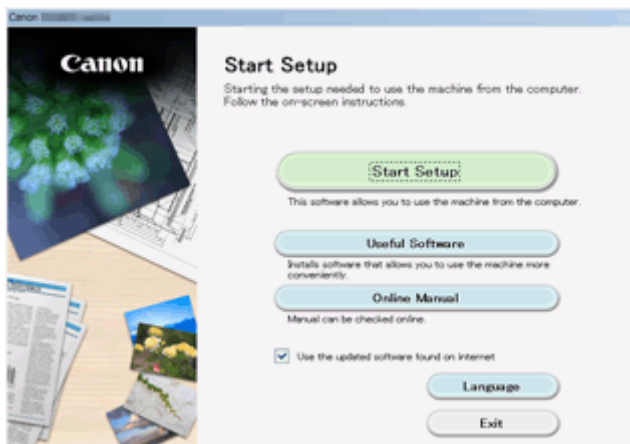 Canon
Canon
Start Setup
Starting the setup needed to use the machine from the computer.
Follow the on-screen instructions.
Start Setup
This software allows you to use the machine from the computer.
Useful Software
Installs software that allows you to use the machine more
conveniently.
Online Manual
Manual can be checked online.
Use the updated software found on internet
Language
Exit